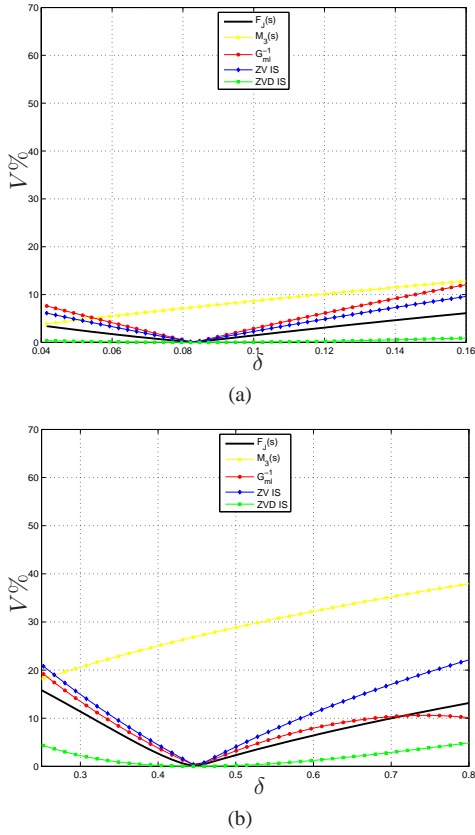 70
60
50
40
30
20
10
0
V%
F_J(s)
M_3(s)
G_ml^-1
ZV IS
ZVD IS
0.04 0.06 0.08 0.1 0.12 0.14 0.16
δ
(a)
70
60
50
40
30
20
10
0
V%
F_J(s)
M_3(s)
G_ml^-1
ZV IS
ZVD IS
0.3 0.4 0.5 0.6 0.7 0.8
δ
(b)